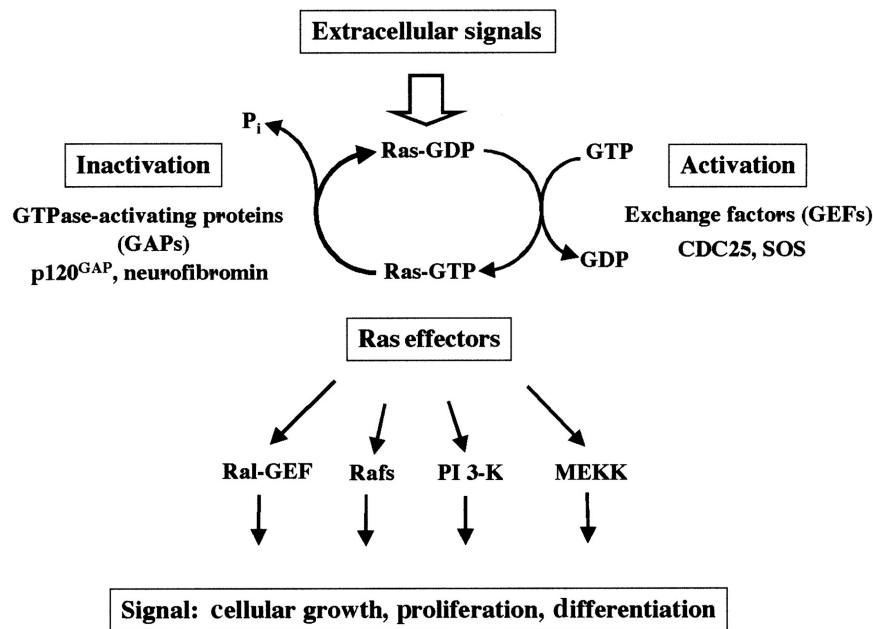 Extracellular signals
Pi
Ras-GDP
GTP
Inactivation
Activation
GTPase-activating proteins
(GAPs)
p120GAP, neurofibromin
Exchange factors (GEFs)
CDC25, SOS
Ras-GTP
GDP
Ras effectors
Ral-GEF
Rafs
PI 3-K
MEKK
Signal: cellular growth, proliferation, differentiation